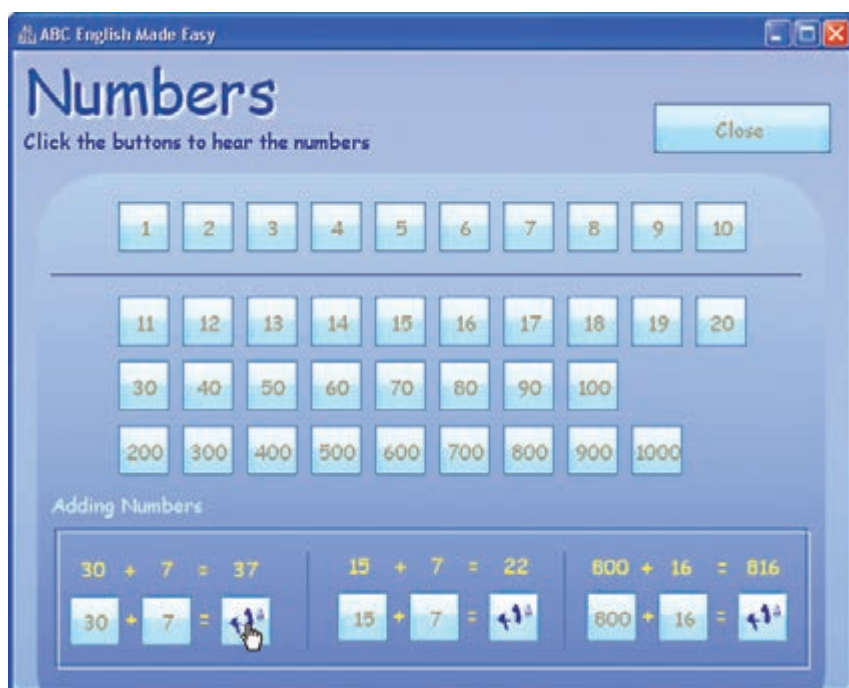 ABC English Made Easy
Numbers
Click the buttons to hear the numbers
Close
1 2 3 4 5 6 7 8 9 10
11 12 13 14 15 16 17 18 19 20
30 40 50 60 70 80 90 100
200 300 400 500 600 700 800 900 1000
Adding Numbers
30 + 7 = 37 15 + 7 = 22 800 + 16 = 816
30 + 7 = 15 + 7 = 800 + 16 =